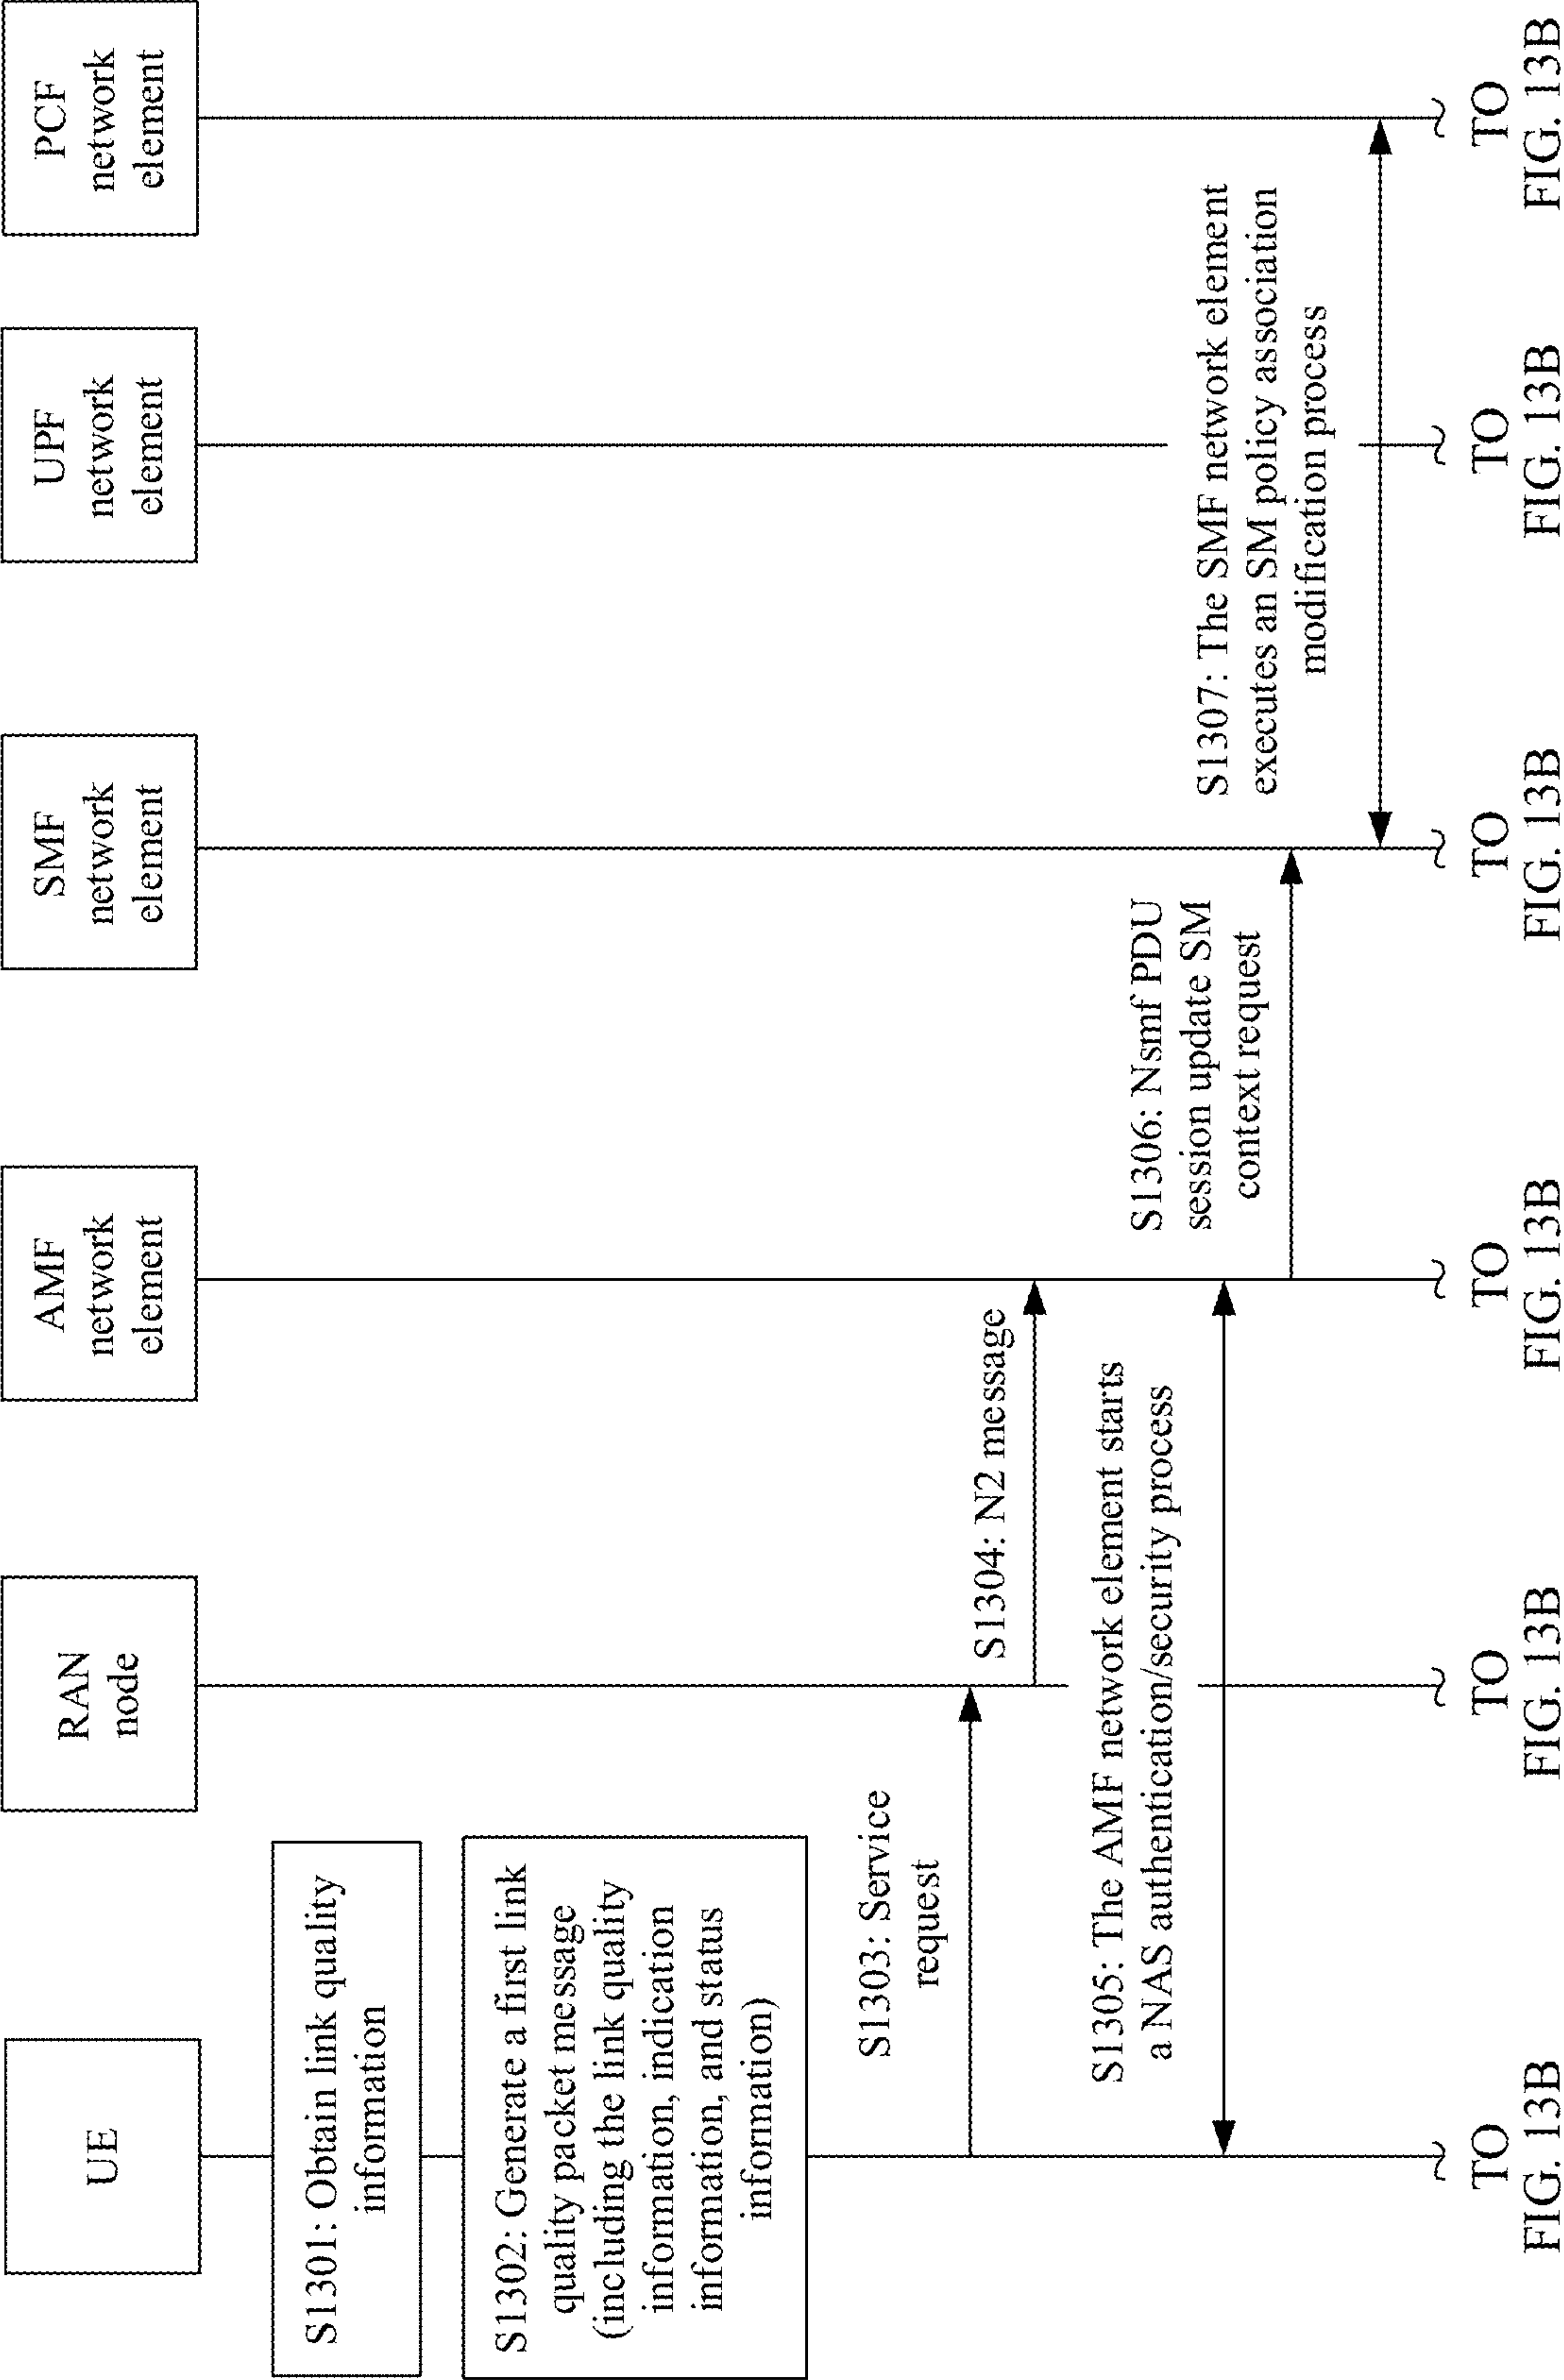 UE
RAN
node
AMF
network
element
SMF
network
element
UPF
network
element
PCF
network
element
S1301: Obtain link quality
information
S1302: Generate a first link
quality packet message
(including the link quality
information, indication
information, and status
information)
S1303: Service
request
S1304: N2 message
S1305: The AMF network element starts
a NAS authentication/security process
S1306: Nsmf PDU
session update SM
context request
S1307: The SMF network element
executes an SM policy association
modification process
TO
FIG. 13B
TO
FIG. 13B
TO
FIG. 13B
TO
FIG. 13B
TO
FIG. 13B
TO
FIG. 13B